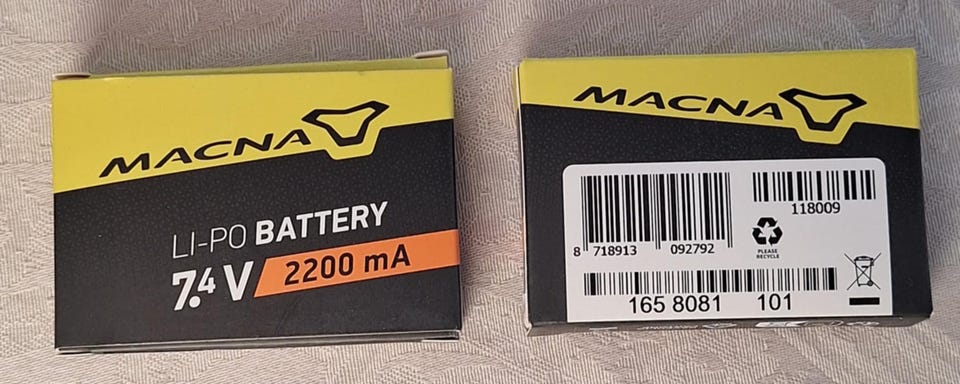 MACNA
LI-PO BATTERY
7.4 V 2200 mA
MACNA
8 718913 092792
118009
PLEASE
RECYCLE
165 8081 101